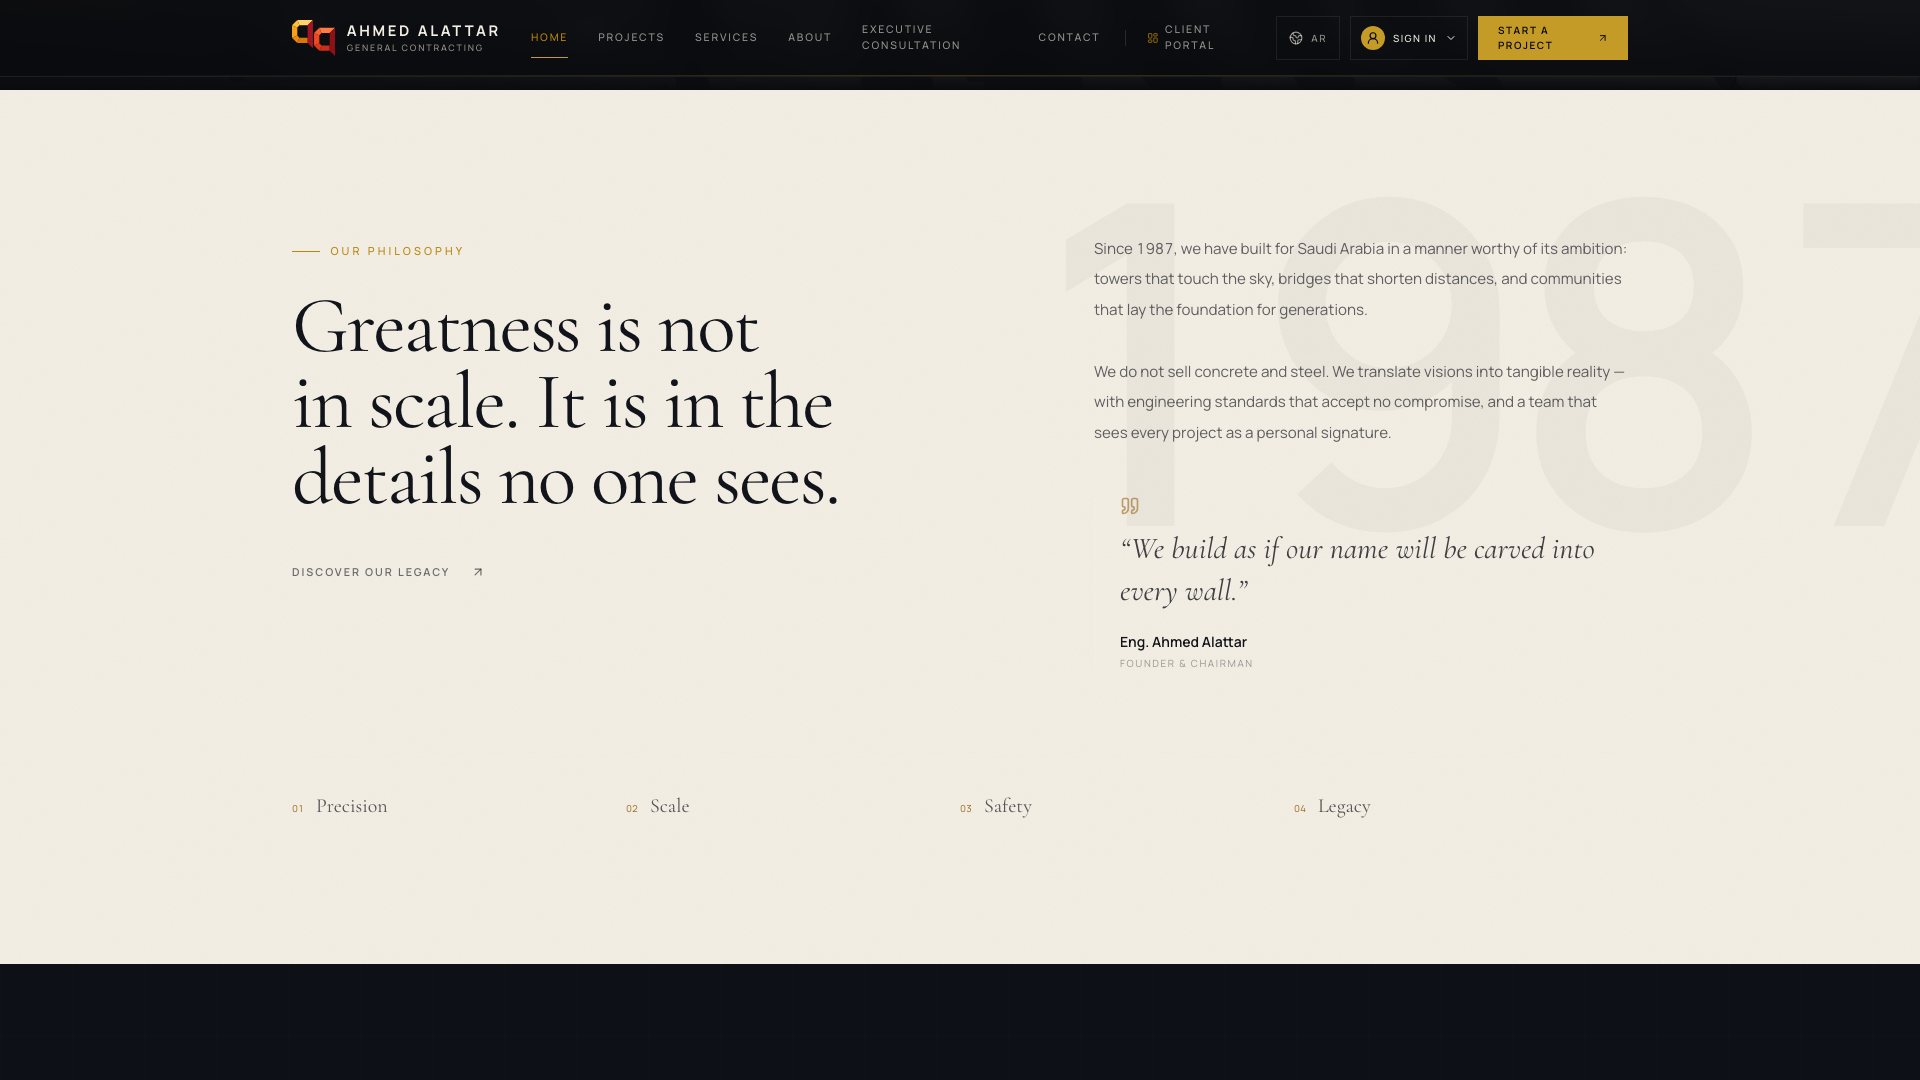 AHMED ALATTAR
GENERAL CONTRACTING
HOME
PROJECTS
SERVICES
ABOUT
EXECUTIVE
CONSULTATION
CONTACT
CLIENT
PORTAL
AR
SIGN IN
START A
PROJECT
OUR PHILOSOPHY
Greatness is not
in scale. It is in the
details no one sees.
DISCOVER OUR LEGACY
1987
Since 1987, we have built for Saudi Arabia in a manner worthy of its ambition:
towers that touch the sky, bridges that shorten distances, and communities
that lay the foundation for generations.
We do not sell concrete and steel. We translate visions into tangible reality —
with engineering standards that accept no compromise, and a team that
sees every project as a personal signature.
“We build as if our name will be carved into
every wall.”
Eng. Ahmed Alattar
FOUNDER & CHAIRMAN
01 Precision
02 Scale
03 Safety
04 Legacy